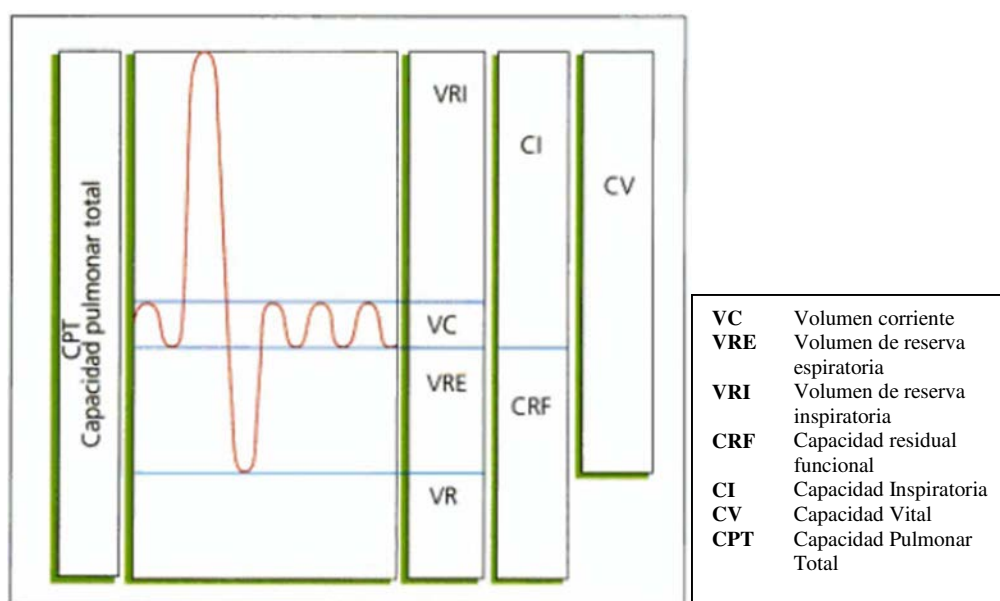 CPT
Capacidad pulmonar total
VRI
VC
VRE
VR
CI
CRF
CV
VC Volumen corriente
VRE Volumen de reserva
espiratoria
VRI Volumen de reserva
inspiratoria
CRF Capacidad residual
funcional
CI Capacidad Inspiratoria
CV Capacidad Vital
CPT Capacidad Pulmonar
Total